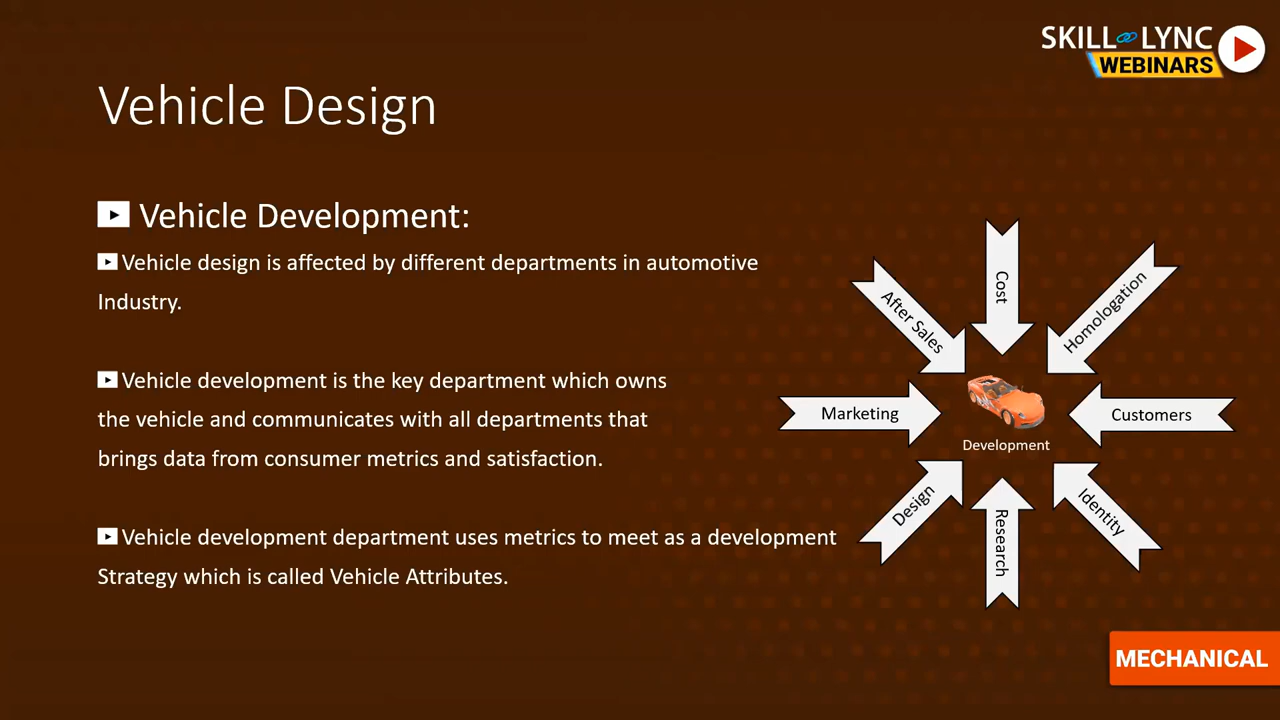 SKILL LYNC
WEBINARS
Vehicle Design
Vehicle Development:
Vehicle design is affected by different departments in automotive
Industry.
Vehicle development is the key department which owns
the vehicle and communicates with all departments that
brings data from consumer metrics and satisfaction.
Vehicle development department uses metrics to meet as a development
Strategy which is called Vehicle Attributes.
Cost
Homologation
After Sales
Marketing
Customers
Development
Design
Research
Identity
MECHANICAL